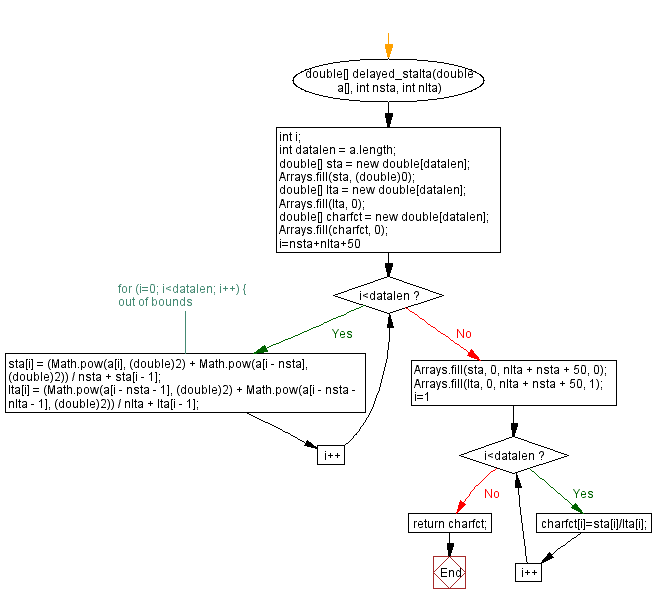 double[] delayed_stalta(double
a[], int nsta, int nlta)
int i;
int datalen = a.length;
double[] sta = new double[datalen];
Arrays.fill(sta, (double)0);
double[] lta = new double[datalen];
Arrays.fill(lta, 0);
double[] charfct = new double[datalen];
Arrays.fill(charfct, 0);
i=nsta+nlta+50
for (i=0; i<datalen; i++) {
out of bounds
i<datalen ?
Yes
No
sta[i] = (Math.pow(a[i], (double)2) + Math.pow(a[i - nsta],
(double)2)) / nsta + sta[i - 1];
lta[i] = (Math.pow(a[i - nsta - 1], (double)2) + Math.pow(a[i - nsta -
nlta - 1], (double)2)) / nlta + lta[i - 1];
i++
Arrays.fill(sta, 0, nlta + nsta + 50, 0);
Arrays.fill(lta, 0, nlta + nsta + 50, 1);
i=1
i<datalen ?
No
Yes
return charfct;
charfct[i]=sta[i]/lta[i];
End
i++